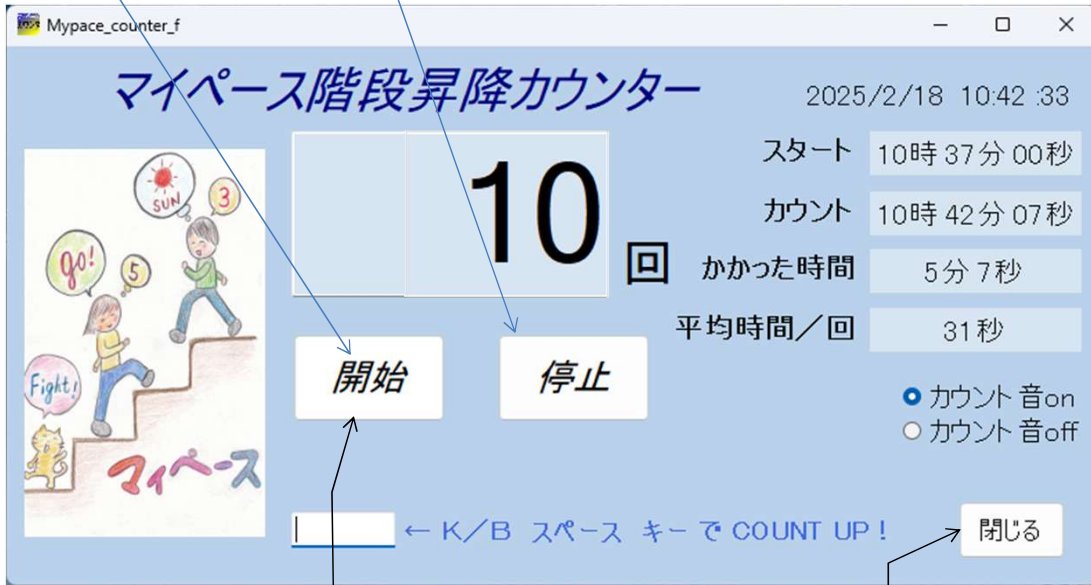 Mypace_counter_f
マイペース階段昇降カウンター
2025/2/18 10:42 :33
スタート 10時 37分 00秒
10
回
カウント 10時 42分 07秒
かかった時間 5分 7秒
平均時間/回 31秒
SUN
3
go!
5
Fight!
マイペース
開始
停止
カウント 音on
カウント 音off
← K/B スペース キーで COUNT UP!
閉じる